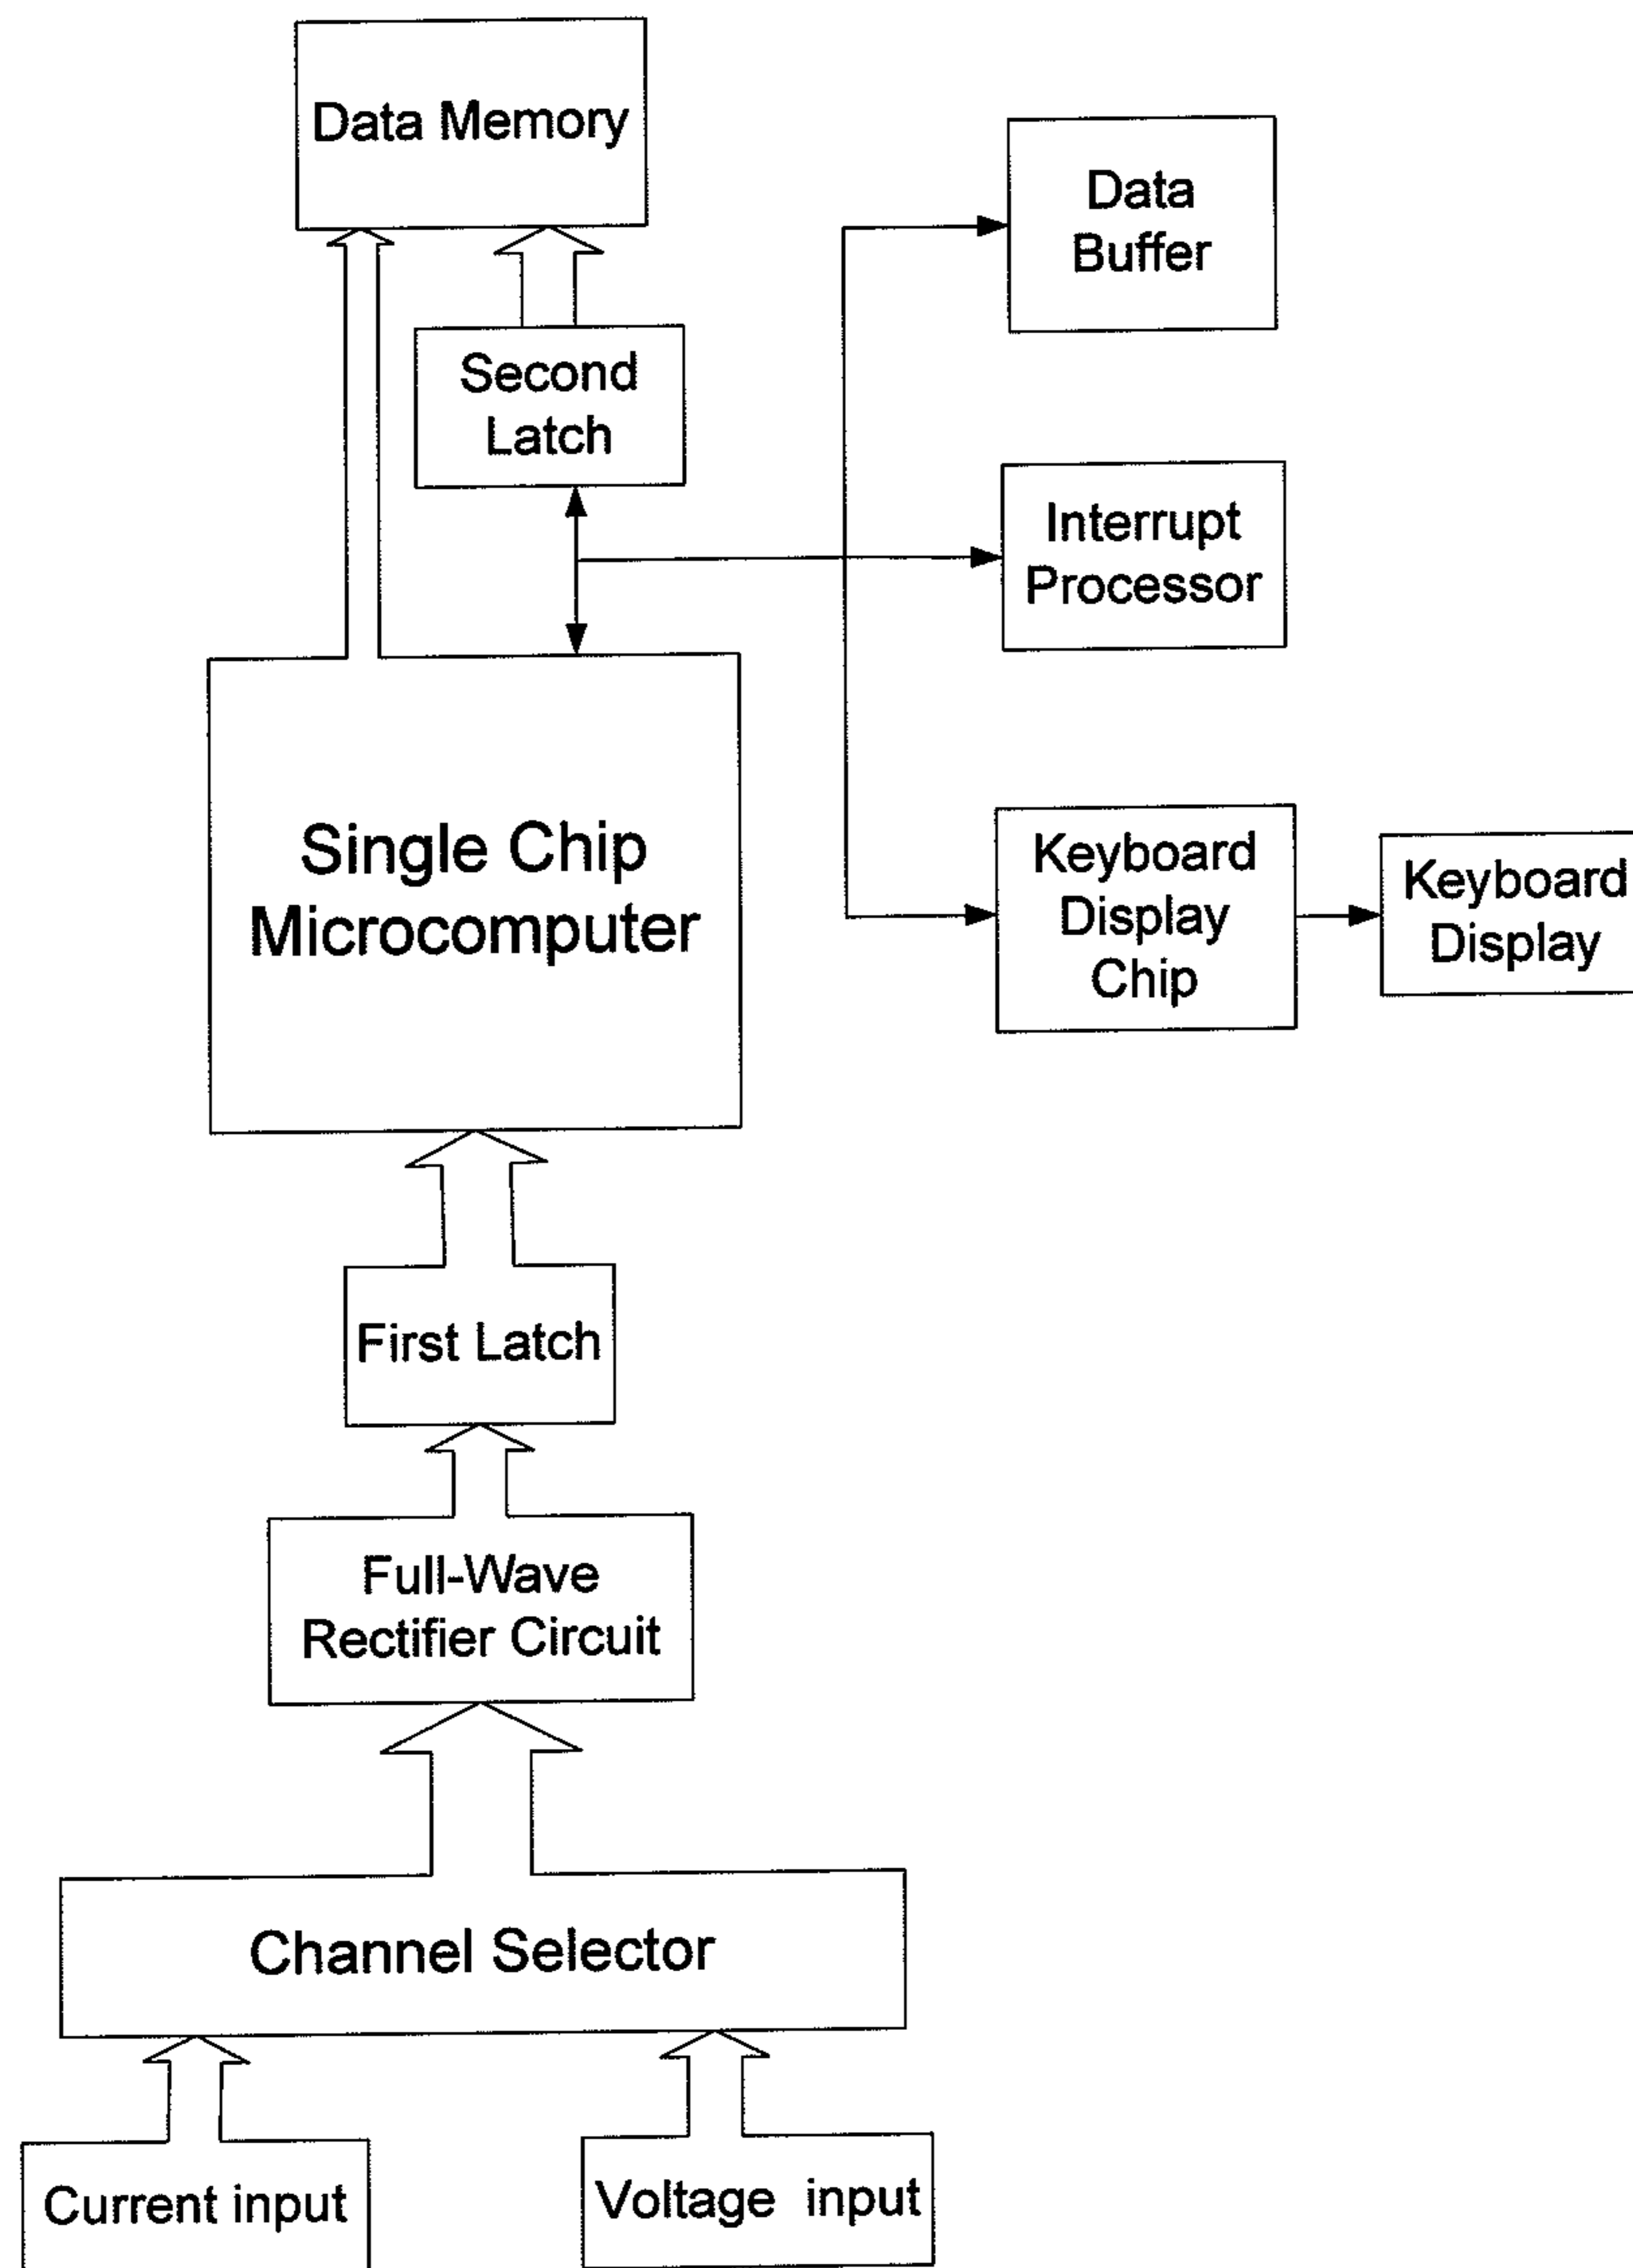 Data Memory
Data
Buffer
Second
Latch
Interrupt
Processor
Single Chip
Microcomputer
Keyboard
Display
Chip
Keyboard
Display
First Latch
Full-Wave
Rectifier Circuit
Channel Selector
Current input
Voltage input